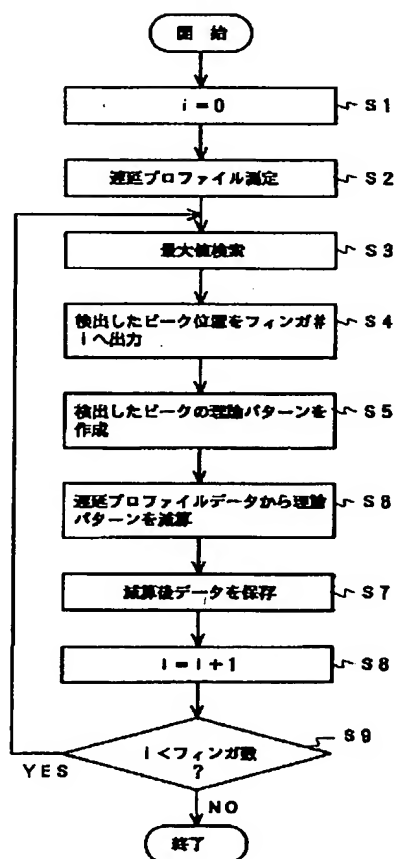 開 始
i = 0
S1
遅延プロファイル測定
S2
最大値検索
S3
検出したピーク位置をフィンガ#
iへ出力
S4
検出したピークの理論パターンを
作成
S5
遅延プロファイルデータから理論
パターンを減算
S6
減算後データを保存
S7
i = i + 1
S8
i < フィンガ数
?
S9
YES
NO
終了